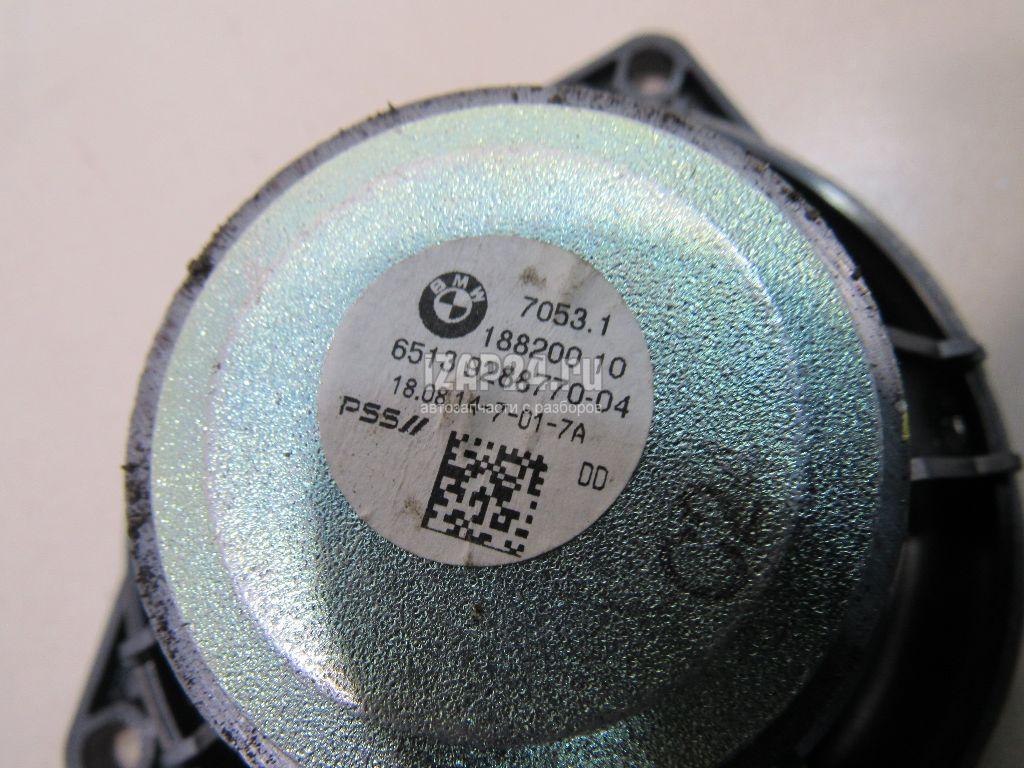 BMW
7053.1
188200-10
6513 9288770-04
18.08.14 7-01-7A
PSS//
DD
IZAP24.ru
автозапчасти с разборов